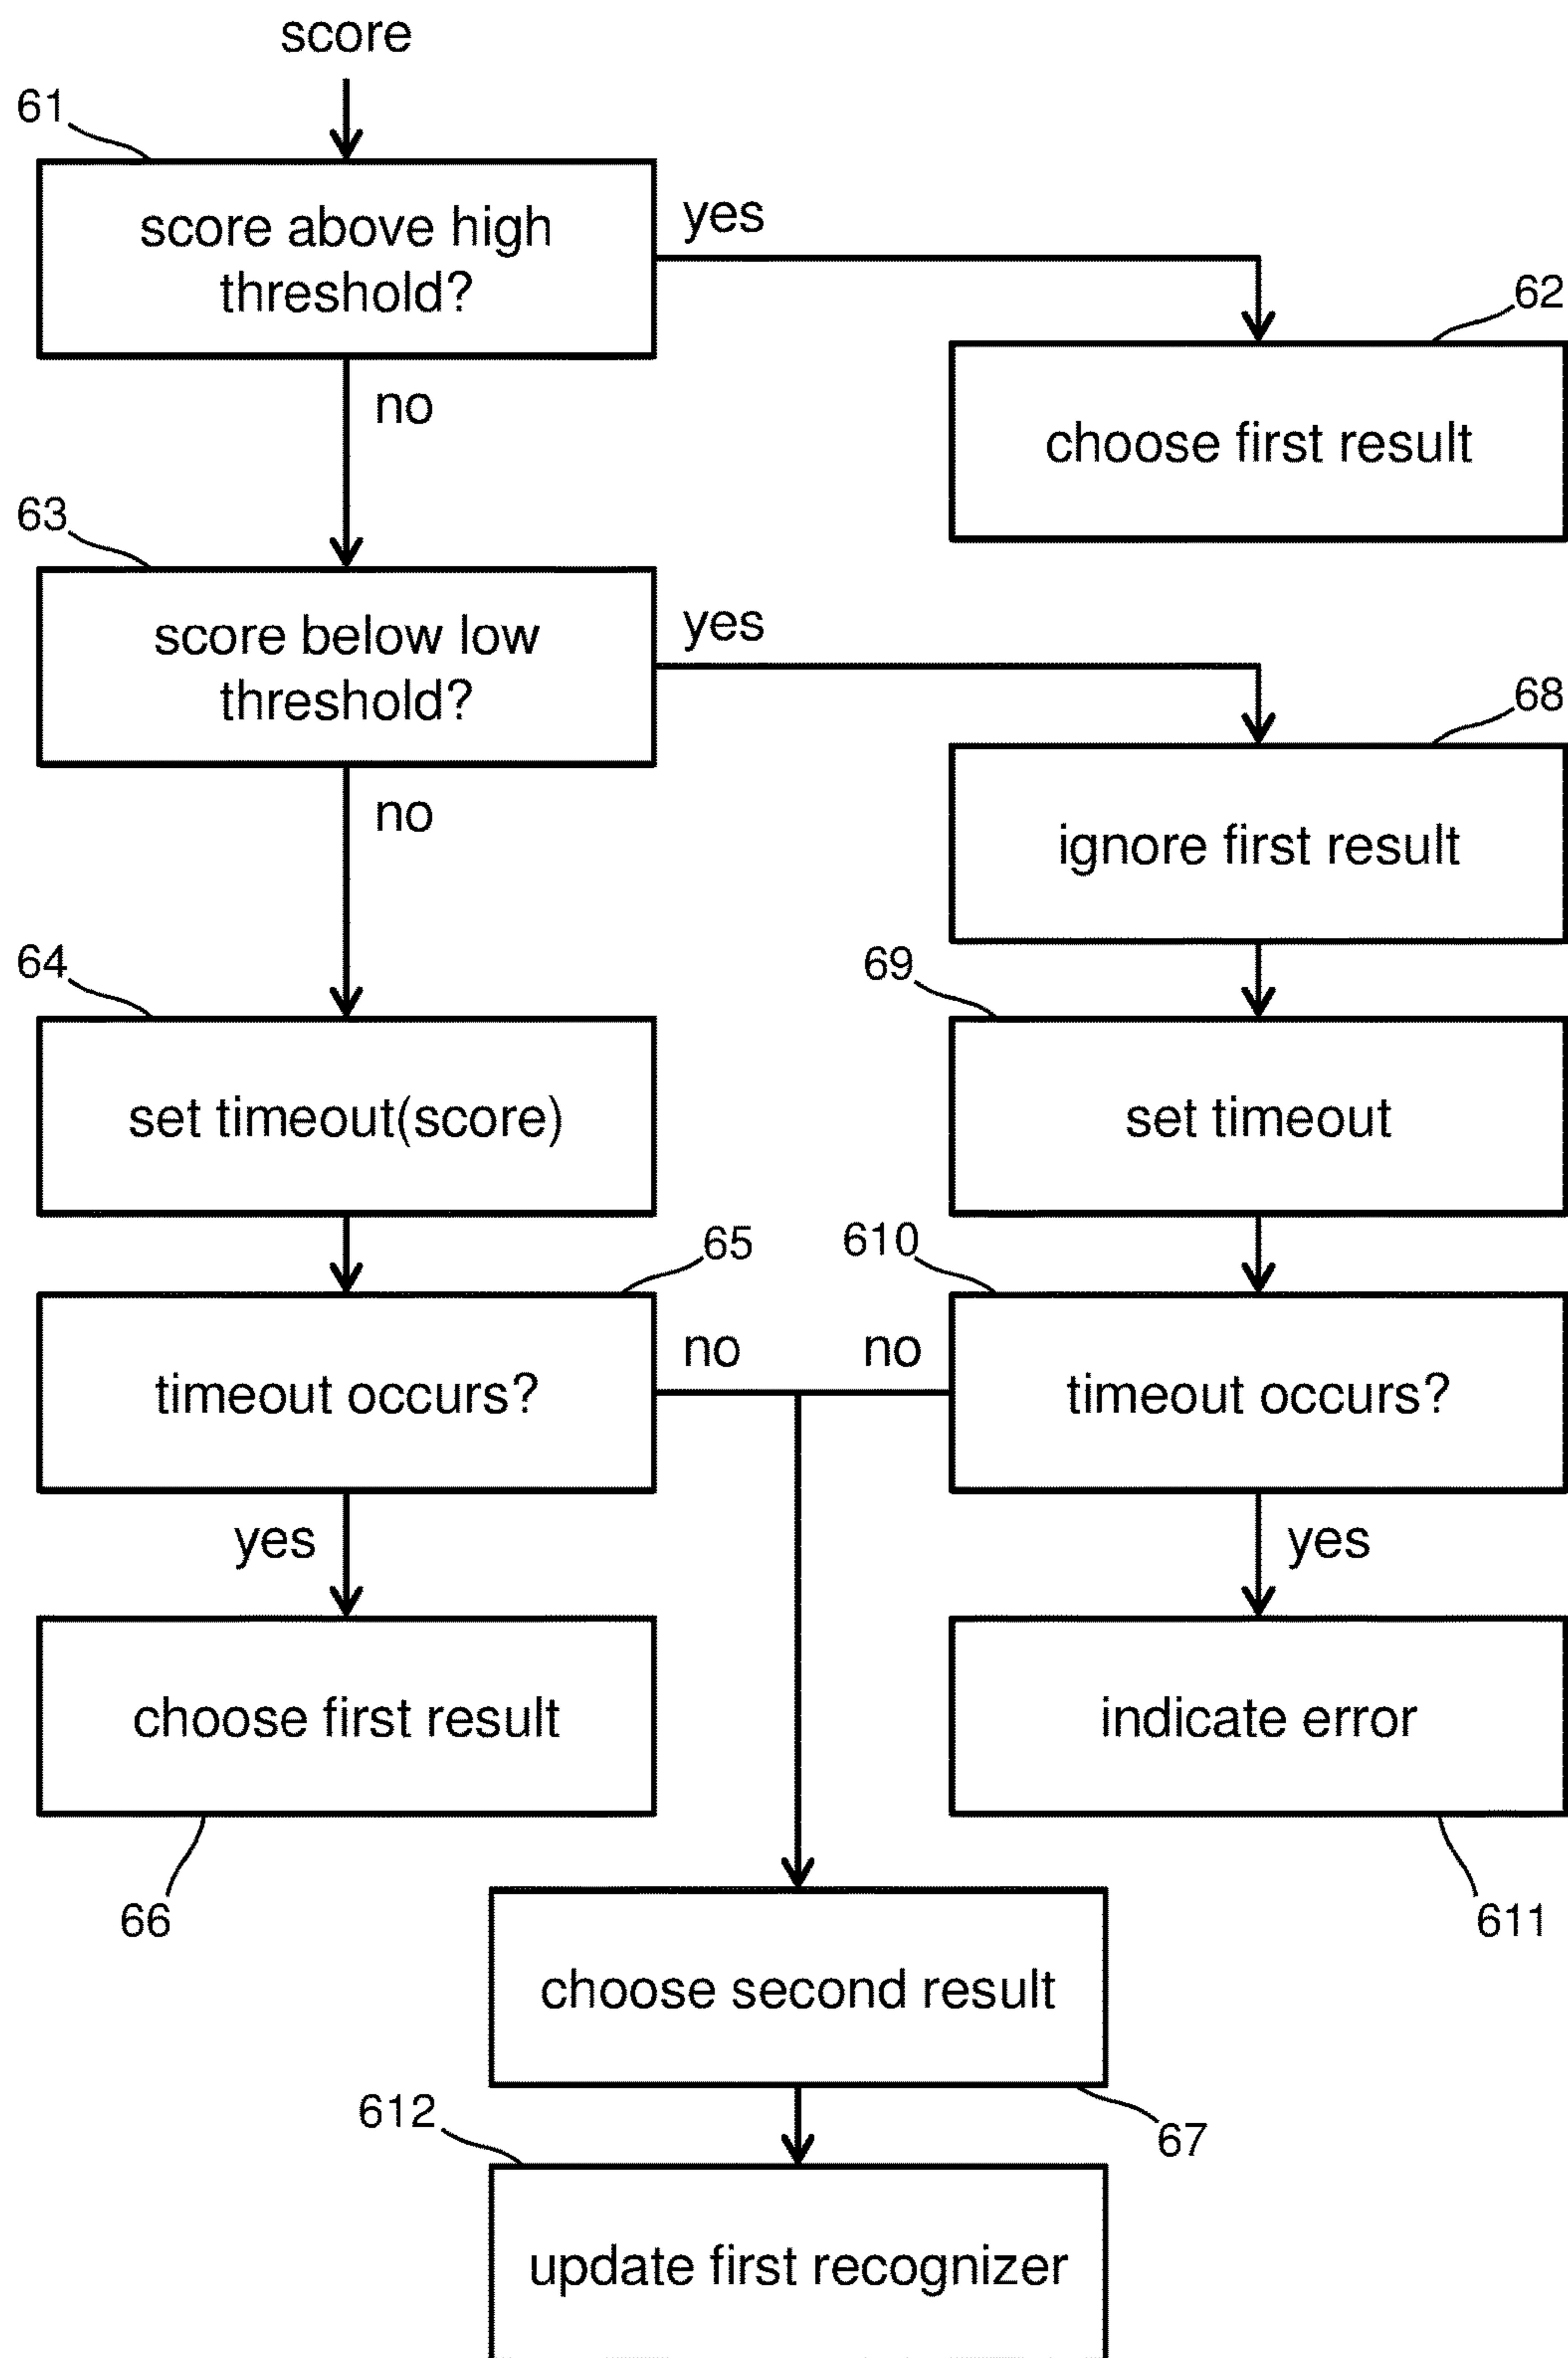 score
61
score above high
threshold?
yes
62
choose first result
no
63
score below low
threshold?
yes
68
ignore first result
no
64
set timeout(score)
69
set timeout
65
610
timeout occurs?
no
no
timeout occurs?
yes
yes
choose first result
indicate error
66
611
choose second result
67
612
update first recognizer